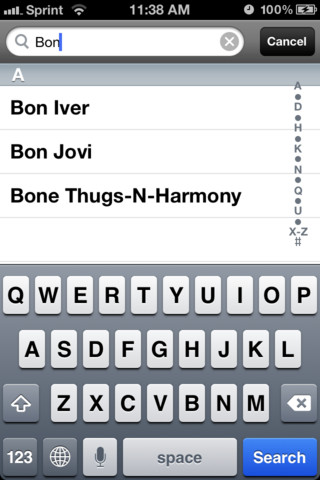 Sprint 11:38 AM 100%
Bon Cancel
A
Bon Iver
Bon Jovi
Bone Thugs-N-Harmony
A
D
H
K
N
Q
U
X-Z
#
Q W E R T Y U I O P
A S D F G H J K L
Z X C V B N M
123 space Search